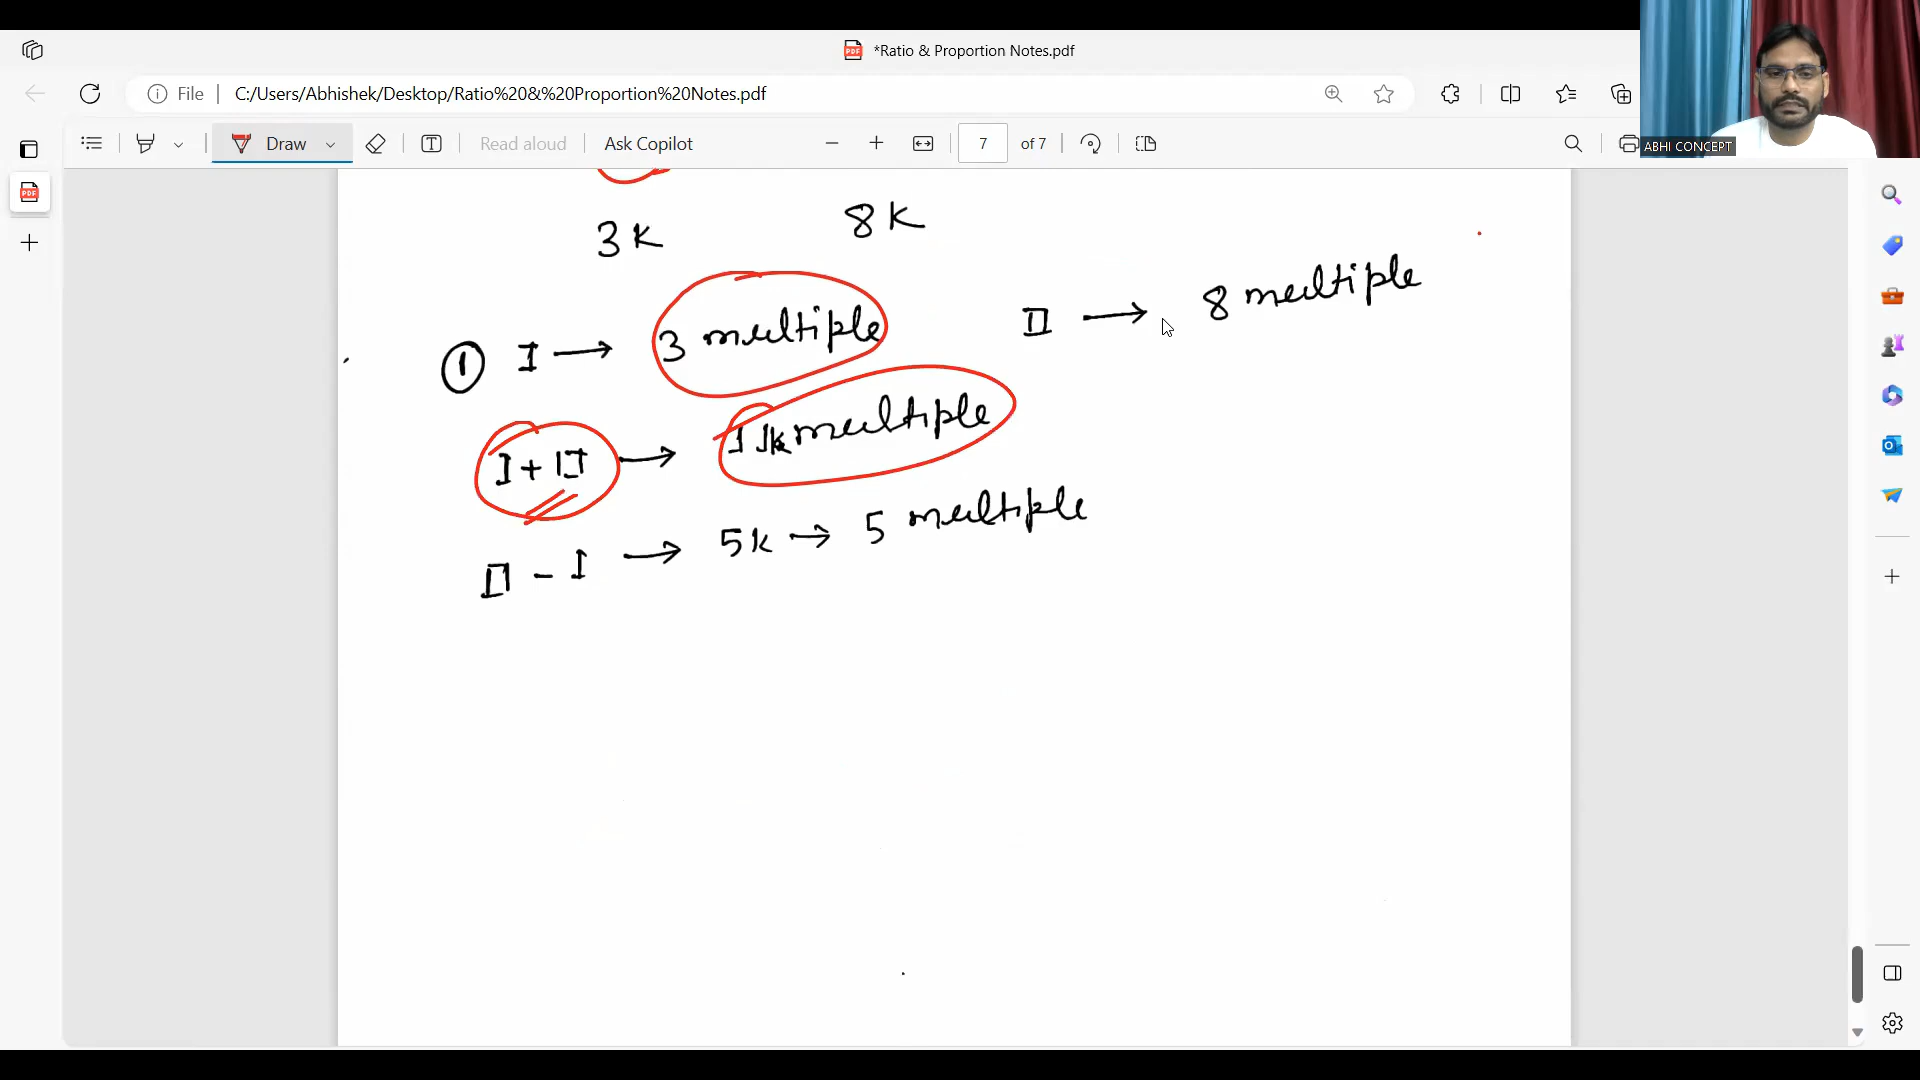 *Ratio & Proportion Notes.pdf
File C:/Users/Abhishek/Desktop/Ratio%20&%20Proportion%20Notes.pdf
Draw Read aloud Ask Copilot 7 of 7
ABHI CONCEPT
3k 8k
① I → 3 multiple II → 8 multiple
I + II → 11k multiple
II - I → 5k → 5 multiple